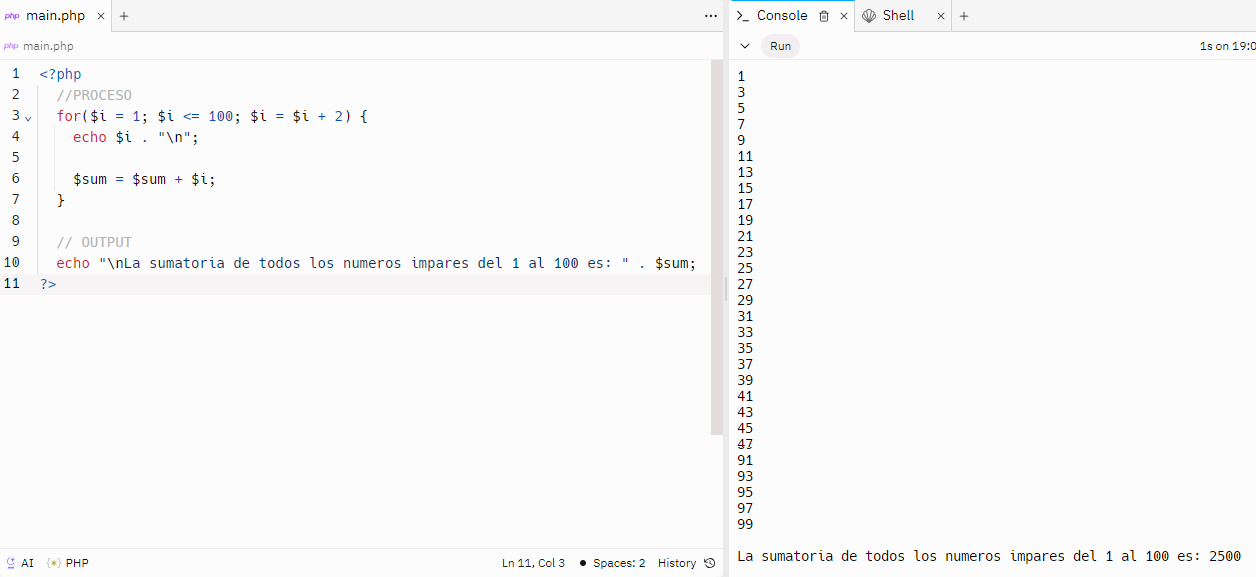 php main.php × +
php main.php
1 <?php
2 //PROCESO
3 for($i = 1; $i <= 100; $i = $i + 2) {
4 echo $i . "\n";
5
6 $sum = $sum + $i;
7 }
8
9 // OUTPUT
10 echo "\nLa sumatoria de todos los numeros impares del 1 al 100 es: " . $sum;
11 ?>
AI PHP Ln 11, Col 3 • Spaces: 2 History
>_ Console × Shell × +
Run 1s on 19:0
1
3
5
7
9
11
13
15
17
19
21
23
25
27
29
31
33
35
37
39
41
43
45
47
91
93
95
97
99
La sumatoria de todos los numeros impares del 1 al 100 es: 2500